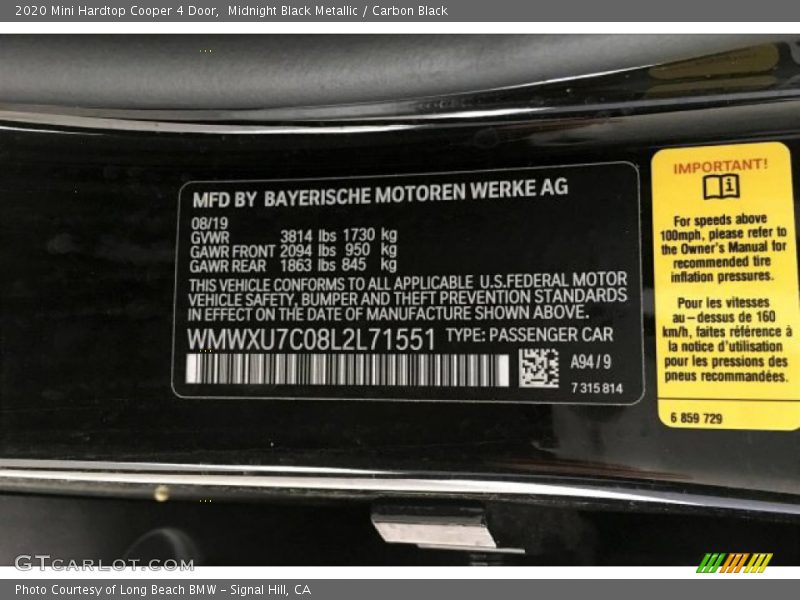 2020 Mini Hardtop Cooper 4 Door,  Midnight Black Metallic / Carbon Black
MFD BY BAYERISCHE MOTOREN WERKE AG
08/19
GVWR 3814 lbs 1730 kg
GAWR FRONT 2094 lbs 950 kg
GAWR REAR 1863 lbs 845 kg
THIS VEHICLE CONFORMS TO ALL APPLICABLE U.S.FEDERAL MOTOR
VEHICLE SAFETY, BUMPER AND THEFT PREVENTION STANDARDS
IN EFFECT ON THE DATE OF MANUFACTURE SHOWN ABOVE.
WMWXU7C08L2L71551 TYPE: PASSENGER CAR
A94 / 9
7 315 814
IMPORTANT!
For speeds above
100mph, please refer to
the Owner's Manual for
recommended tire
inflation pressures.
Pour les vitesses
au-dessus de 160
km/h, faites référence à
la notice d'utilisation
pour les pressions des
pneus recommandées.
6 859 729
GTCARLOT.COM
Photo Courtesy of Long Beach BMW - Signal Hill, CA